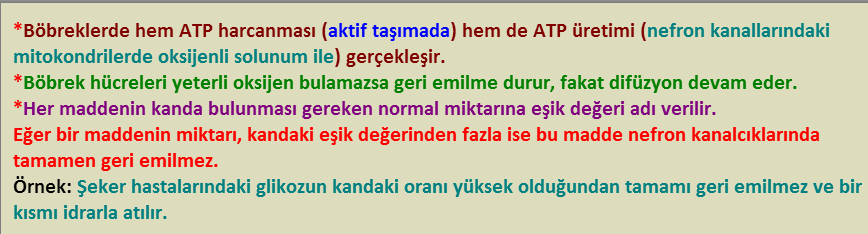 *Böbreklerde hem ATP harcanması (aktif taşımada) hem de ATP üretimi (nefron kanallarındaki
mitokondrilerde oksijenli solunum ile) gerçekleşir.
*Böbrek hücreleri yeterli oksijen bulamazsa geri emilme durur, fakat difüzyon devam eder.
*Her maddenin kanda bulunması gereken normal miktarına eşik değeri adı verilir.
Eğer bir maddenin miktarı, kandaki eşik değerinden fazla ise bu madde nefron kanalcıklarında
tamamen geri emilmez.
Örnek: Şeker hastalarındaki glikozun kandaki oranı yüksek olduğundan tamamı geri emilmez ve bir
kısmı idrarla atılır.